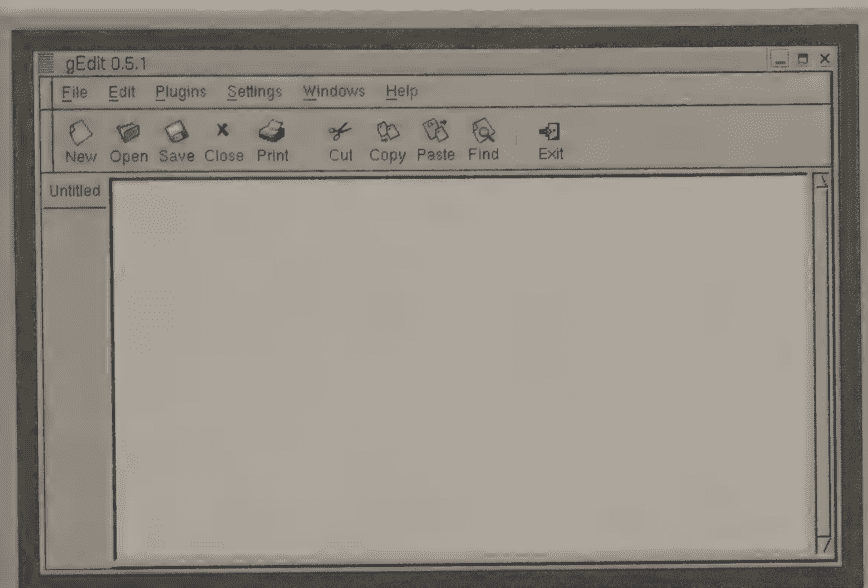 gEdit 0.5.1
File Edit Plugins Settings Windows Help
New Open Save Close Print Cut Copy Paste Find Exit
Untitled